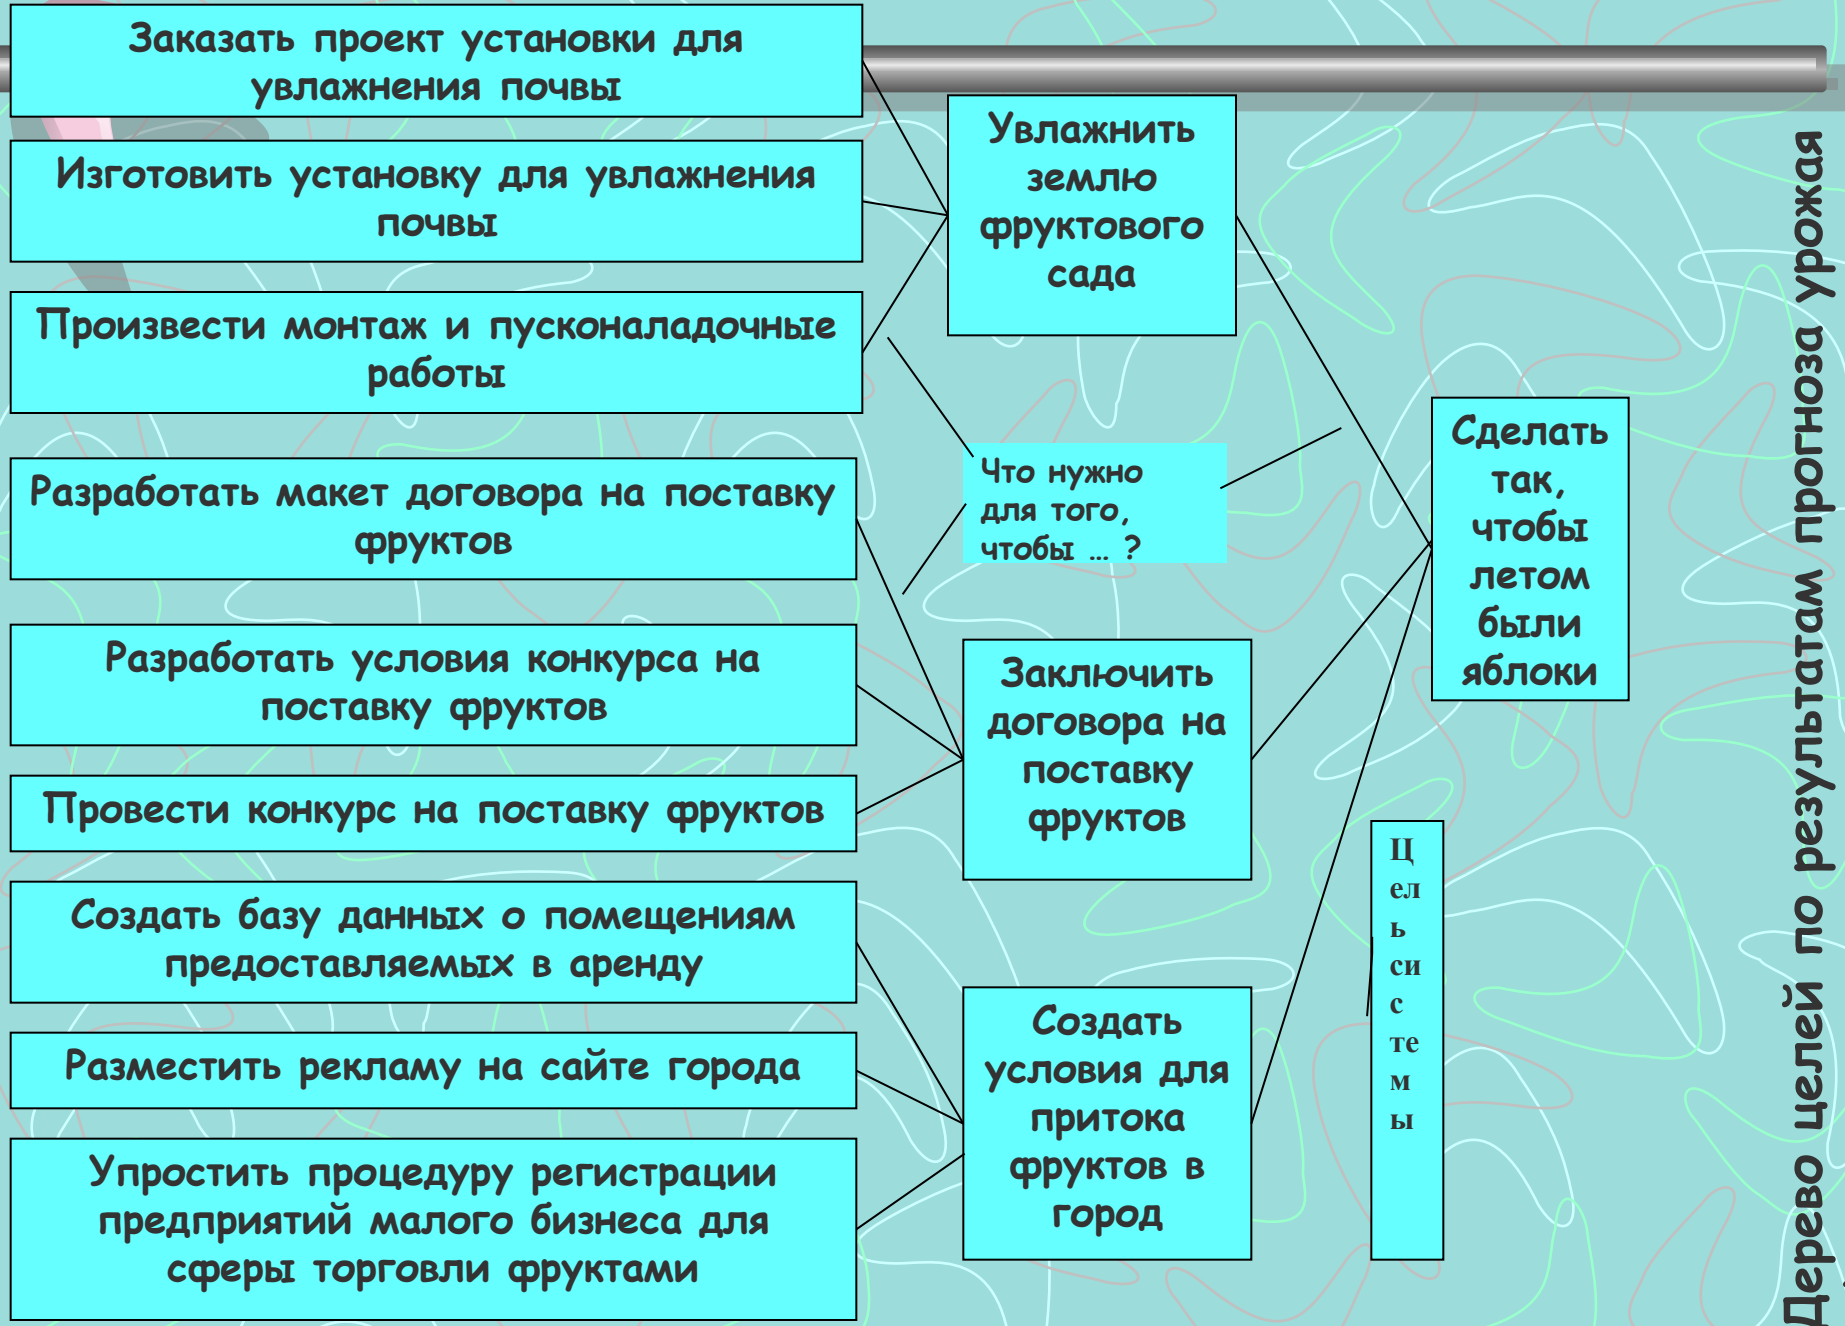 Заказать проект установки для
увлажнения почвы
Изготовить установку для увлажнения
почвы
Произвести монтаж и пусконаладочные
работы
Разработать макет договора на поставку
фруктов
Разработать условия конкурса на
поставку фруктов
Провести конкурс на поставку фруктов
Создать базу данных о помещениям
предоставляемых в аренду
Разместить рекламу на сайте города
Упростить процедуру регистрации
предприятий малого бизнеса для
сферы торговли фруктами
Увлажнить
землю
фруктового
сада
Что нужно
для того,
чтобы ... ?
Заключить
договора на
поставку
фруктов
Создать
условия для
притока
фруктов в
город
Сделать
так,
чтобы
летом
были
яблоки
Ц
ел
ь
си
с
те
м
ы
Дерево целей по результатам прогноза урожая